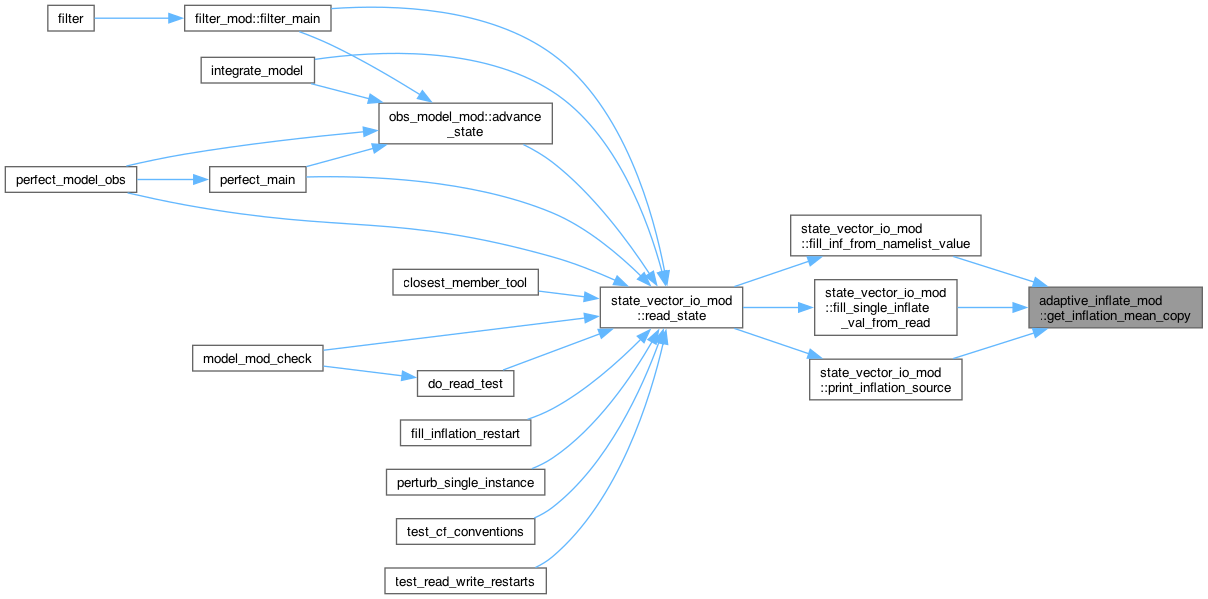 filter
filter_mod::filter_main
integrate_model
obs_model_mod::advance
_state
perfect_model_obs
perfect_main
state_vector_io_mod
::fill_inf_from_namelist_value
closest_member_tool
state_vector_io_mod
::read_state
state_vector_io_mod
::fill_single_inflate
_val_from_read
adaptive_inflate_mod
::get_inflation_mean_copy
model_mod_check
do_read_test
state_vector_io_mod
::print_inflation_source
fill_inflation_restart
perturb_single_instance
test_cf_conventions
test_read_write_restarts